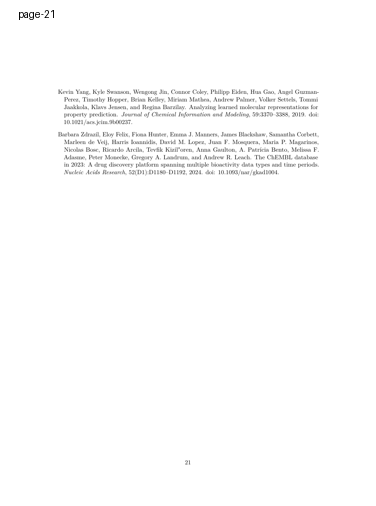 page-21
Kevin Yang, Kyle Swanson, Wengong Jin, Connor Coley, Philipp Eiden, Hua Gao, Angel Guzman-
Perez, Timothy Hopper, Brian Kelley, Miriam Mathea, Andrew Palmer, Volker Settels, Tommi
Jaakkola, Klavs Jensen, and Regina Barzilay. Analyzing learned molecular representations for
property prediction. Journal of Chemical Information and Modeling, 59:3370–3388, 2019. doi:
10.1021/acs.jcim.9b00237.
Barbara Zdrazil, Eloy Felix, Fiona Hunter, Emma J. Manners, James Blackshaw, Samantha Corbett,
Marleen de Veij, Harris Ioannidis, David M. Lopez, Juan F. Mosquera, Maria P. Magarinos,
Nicolas Bosc, Ricardo Arcila, Tevfik Kizil"oren, Anna Gaulton, A. Patrícia Bento, Melissa F.
Adasme, Peter Monecke, Gregory A. Landrum, and Andrew R. Leach. The ChEMBL database
in 2023: A drug discovery platform spanning multiple bioactivity data types and time periods.
Nucleic Acids Research, 52(D1):D1180–D1192, 2024. doi: 10.1093/nar/gkad1004.
21